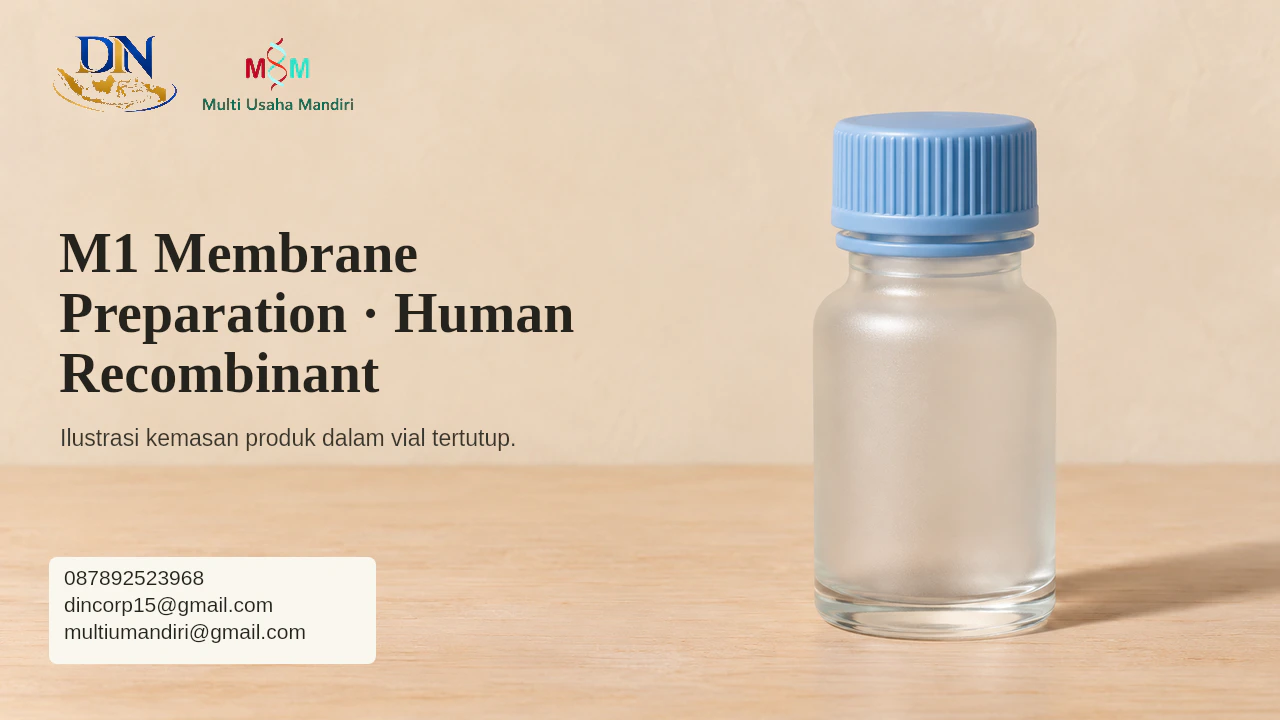 DIN
MSM
Multi Usaha Mandiri
M1 Membrane
Preparation · Human
Recombinant
Ilustrasi kemasan produk dalam vial tertutup.
087892523968
dincorp15@gmail.com
multiumandiri@gmail.com